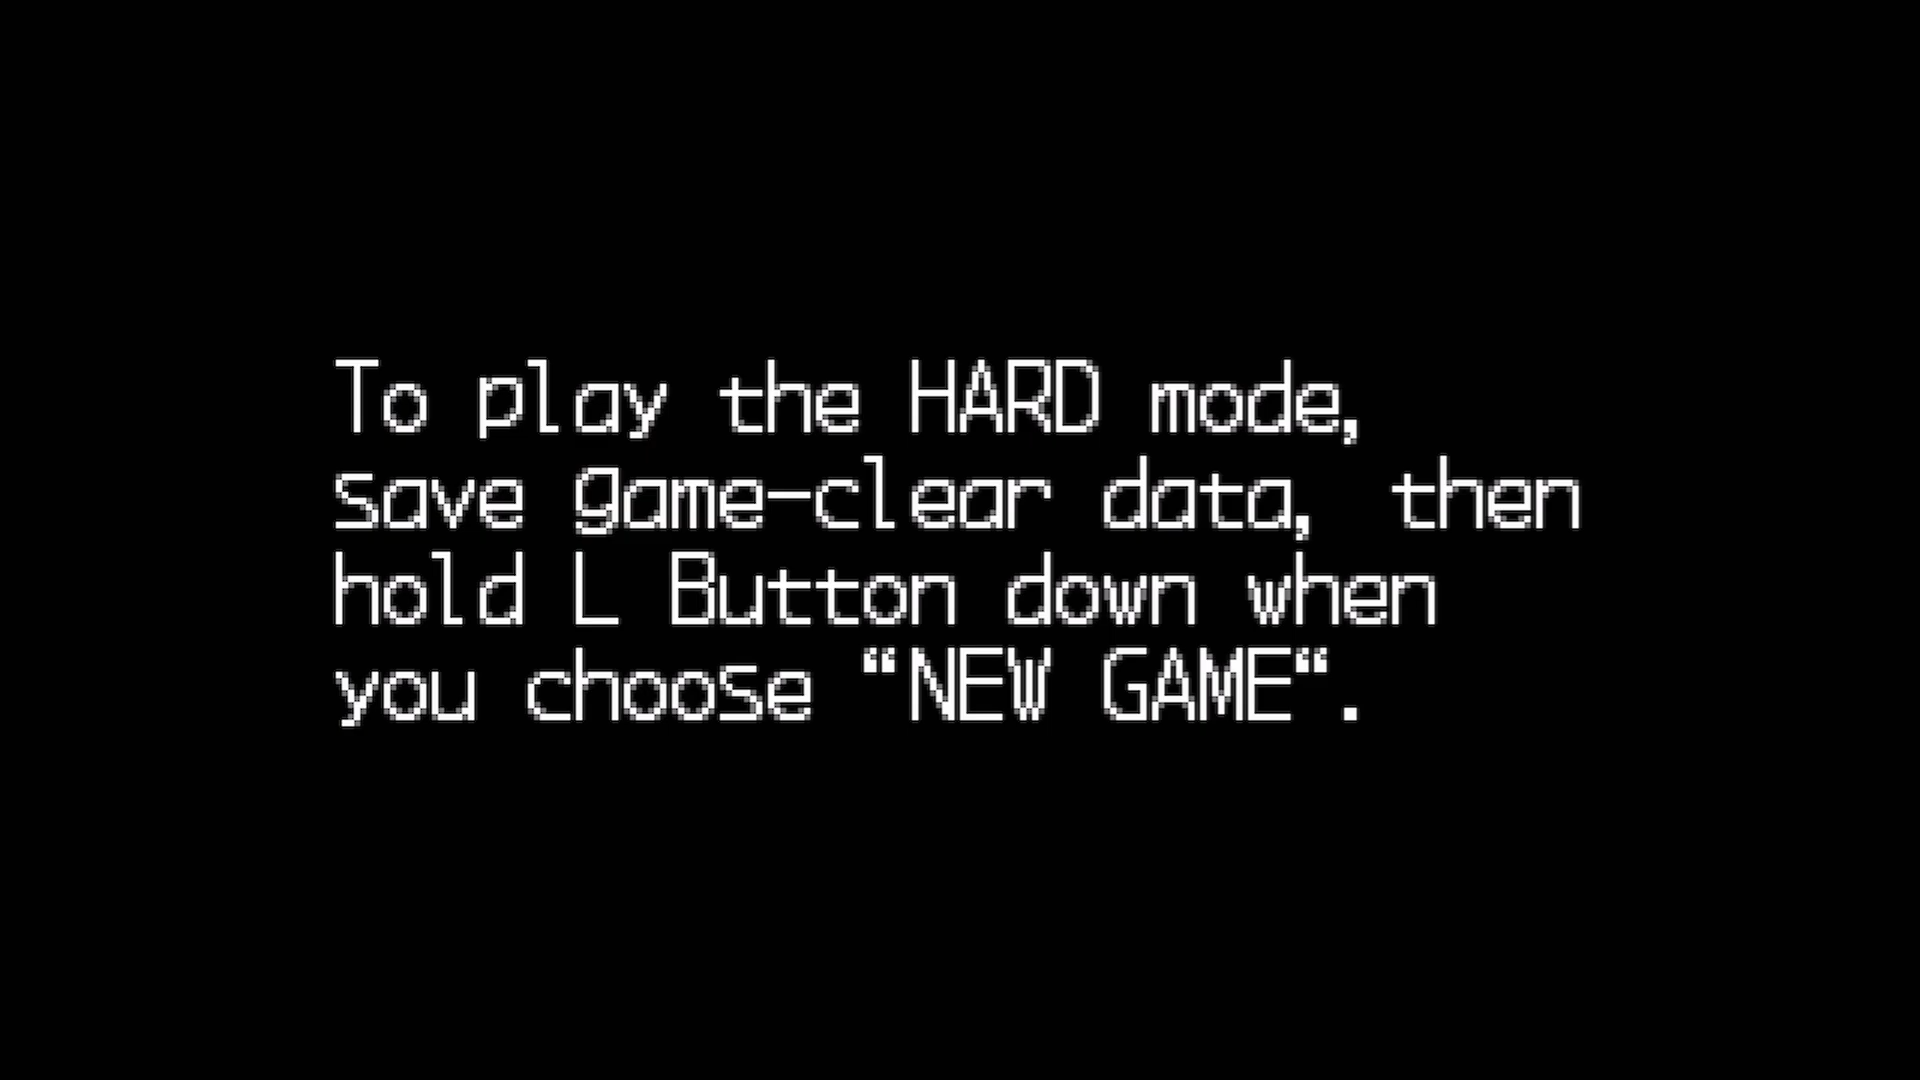 To play the HARD mode,
save game-clear data, then
hold L Button down when
you choose “NEW GAME“.